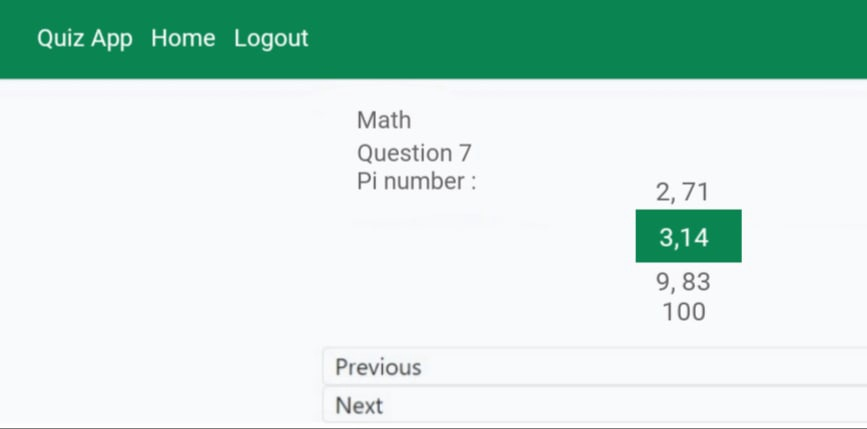 Quiz App Home Logout
Math
Question 7
Pi number :
2, 71
3,14
9, 83
100
Previous
Next